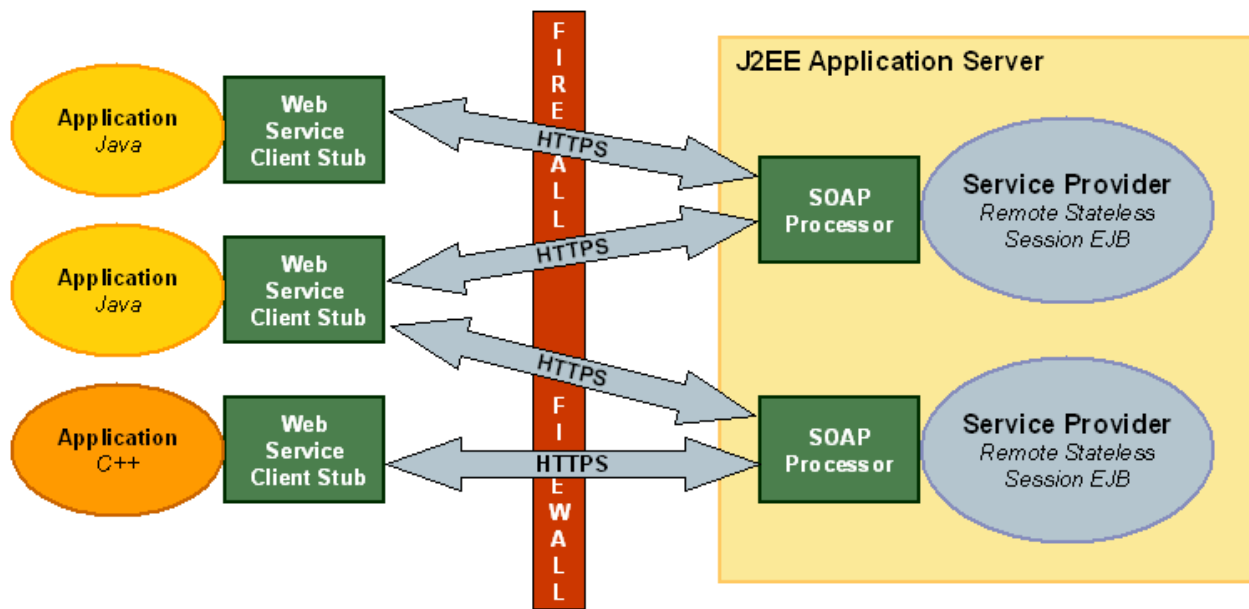 J2EE Application Server
Application
Java
Web
Service
Client Stub
HTTPS
SOAP
Processor
Service Provider
Remote Stateless
Session EJB
Application
Java
Web
Service
Client Stub
HTTPS
HTTPS
Application
C++
Web
Service
Client Stub
HTTPS
SOAP
Processor
Service Provider
Remote Stateless
Session EJB
F
I
R
E
A
L
L
F
I
E
W
A
L
L